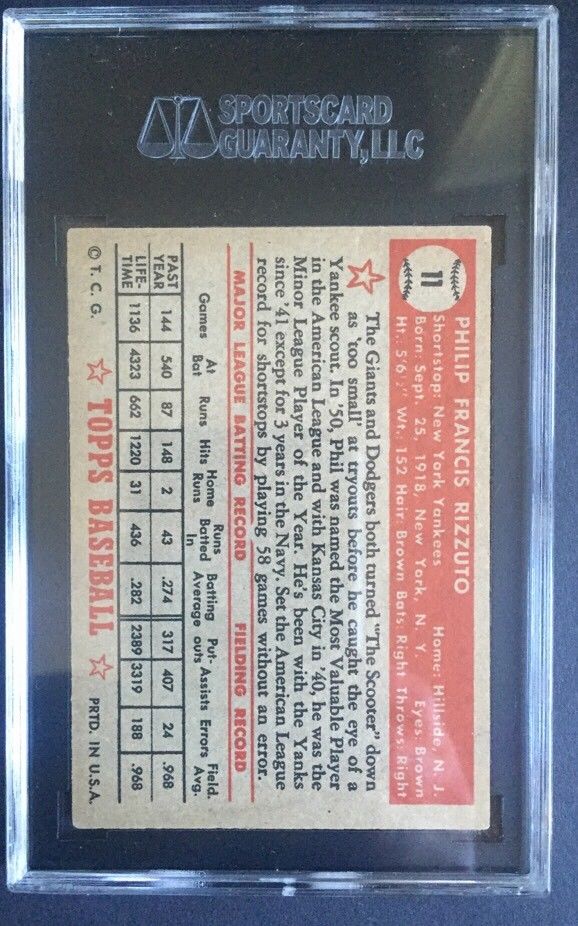 SPORTSCARD
GUARANTY, LLC
11
PHILIP FRANCIS RIZZUTO
Shortstop: New York Yankees Home: Hillside, N. J.
Born: Sept. 25, 1918, New York, N. Y. Eyes: Brown
Ht.: 5'6½" Wt.: 152 Hair: Brown Bats: Right Throws: Right
The Giants and Dodgers both turned "The Scooter" down
as 'too small' at tryouts before he caught the eye of a
Yankee scout. In '50, Phil was named the Most Valuable Player
in the American League and with Kansas City in '40, he was the
Minor League Player of the Year. He's been with the Yanks
since '41 except for 3 years in the Navy. Set the American League
record for shortstops by playing 58 games without an error.
MAJOR LEAGUE BATTING RECORD FIELDING RECORD
Games At Bat Runs Hits Home Runs Runs Batted In Batting Average Put-outs Assists Errors Field. Avg.
PAST YEAR 144 540 87 148 2 43 .274 317 407 24 .968
LIFE-TIME 1136 4323 662 1220 31 436 .282 2389 3319 188 .968
© T. C. G. TOPPS BASEBALL PRTD. IN U.S.A.